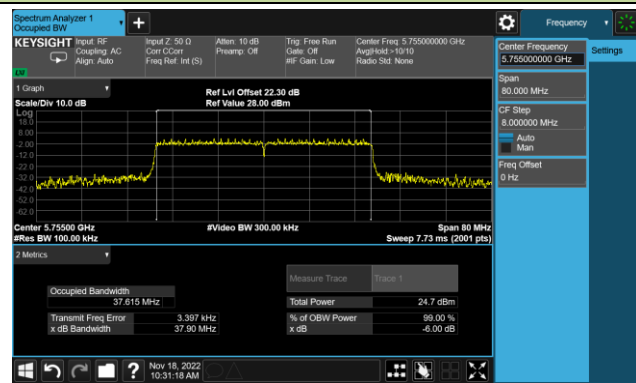 Spectrum Analyzer 1
Occupied BW
+
Frequency
KEYSIGHT Input: RF Input Z: 50 Ω Atten: 10 dB Trig: Free Run Center Freq: 5.755000000 GHz
Coupling: AC Corr CCorr Preamp: Off Gate: Off Avg|Hold:>10/10
Align: Auto Freq Ref: Int (S) #IF Gain: Low Radio Std: None
LW
Center Frequency
5.755000000 GHz
Settings
Span
80.000 MHz
CF Step
8.000000 MHz
Auto
Man
Freq Offset
0 Hz
1 Graph
Ref Lvl Offset 22.30 dB
Scale/Div 10.0 dB Ref Value 28.00 dBm
Log
18.0
8.00
-2.00
-12.0
-22.0
-32.0
-42.0
-52.0
-62.0
Center 5.75500 GHz #Video BW 300.00 kHz Span 80 MHz
#Res BW 100.00 kHz Sweep 7.73 ms (2001 pts)
2 Metrics
Measure Trace Trace 1
Occupied Bandwidth
37.615 MHz Total Power 24.7 dBm
Transmit Freq Error 3.397 kHz % of OBW Power 99.00 %
x dB Bandwidth 37.90 MHz x dB -6.00 dB
? Nov 18, 2022
10:31:18 AM